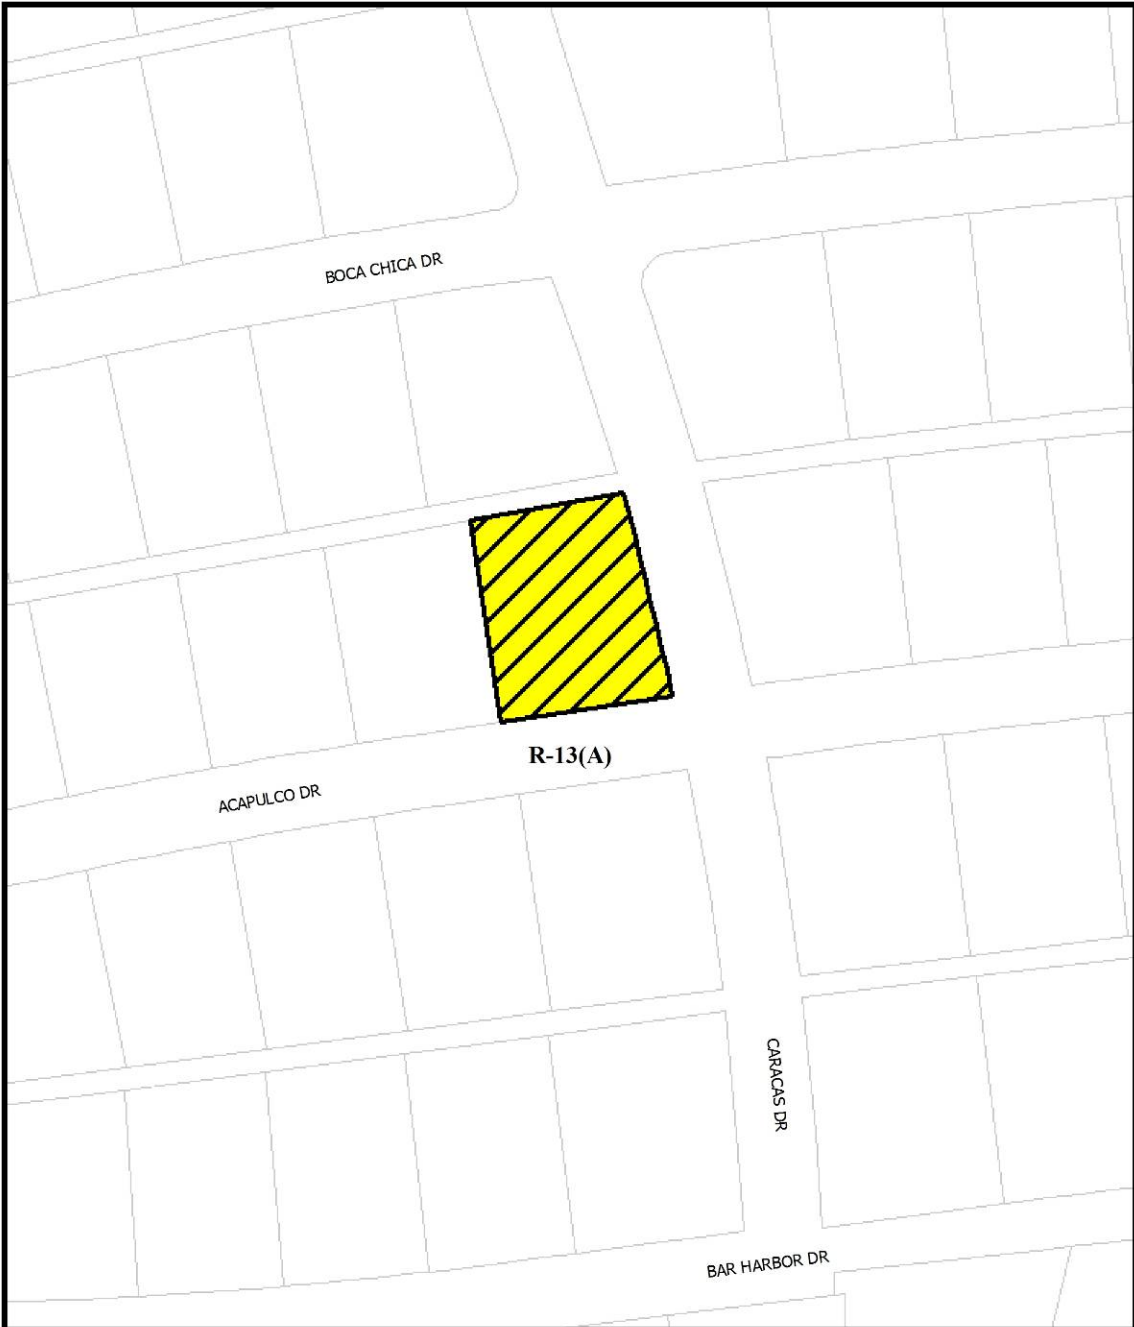 BOCA CHICA DR
R-13(A)
ACAPULCO DR
CARACAS DR
BAR HARBOR DR